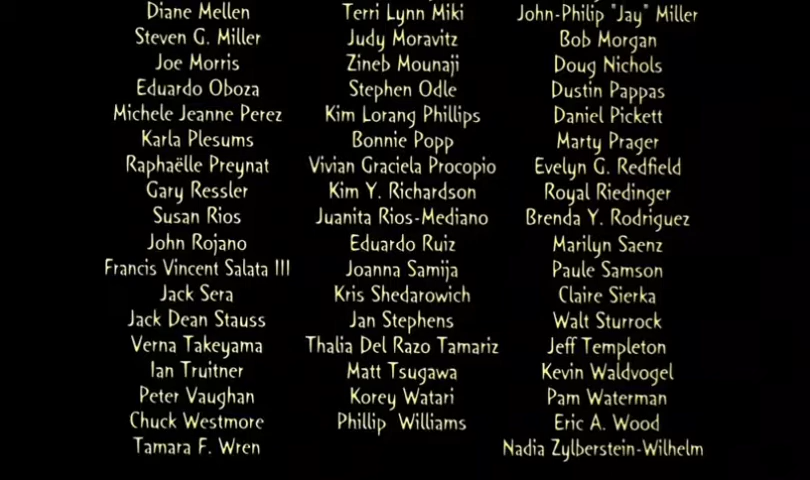 Diane Mellen Terri Lynn Miki John-Philip "Jay" Miller
Steven G. Miller Judy Moravitz Bob Morgan
Joe Morris Zineb Mounaji Doug Nichols
Eduardo Oboza Stephen Odle Dustin Pappas
Michele Jeanne Perez Kim Lorang Phillips Daniel Pickett
Karla Plesums Bonnie Popp Marty Prager
Raphaëlle Preynat Vivian Graciela Procopio Evelyn G. Redfield
Gary Ressler Kim Y. Richardson Royal Riedinger
Susan Rios Juanita Rios-Mediano Brenda Y. Rodriguez
John Rojano Eduardo Ruiz Marilyn Saenz
Francis Vincent Salata III Joanna Samija Paule Samson
Jack Sera Kris Shedarowich Claire Sierka
Jack Dean Stauss Jan Stephens Walt Sturrock
Verna Takeyama Thalia Del Razo Tamariz Jeff Templeton
Ian Truitner Matt Tsugawa Kevin Waldvogel
Peter Vaughan Korey Watari Pam Waterman
Chuck Westmore Phillip Williams Eric A. Wood
Tamara F. Wren Nadia Zylberstein-Wilhelm